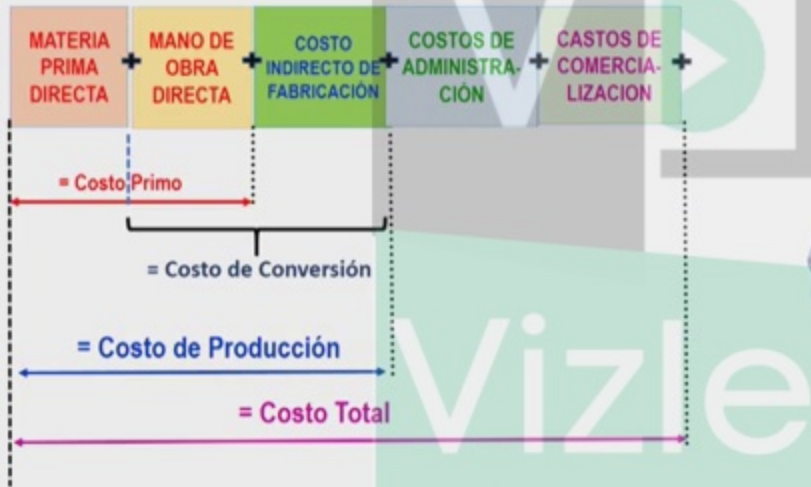 MATERIA
PRIMA
DIRECTA
+
MANO DE
OBRA
DIRECTA
+
COSTO
INDIRECTO DE
FABRICACIÓN
+
COSTOS DE
ADMINISTRA-
CIÓN
+
CASTOS DE
COMERCIA-
LIZACION
+
= Costo Primo
= Costo de Conversión
= Costo de Producción
= Costo Total
Vizle